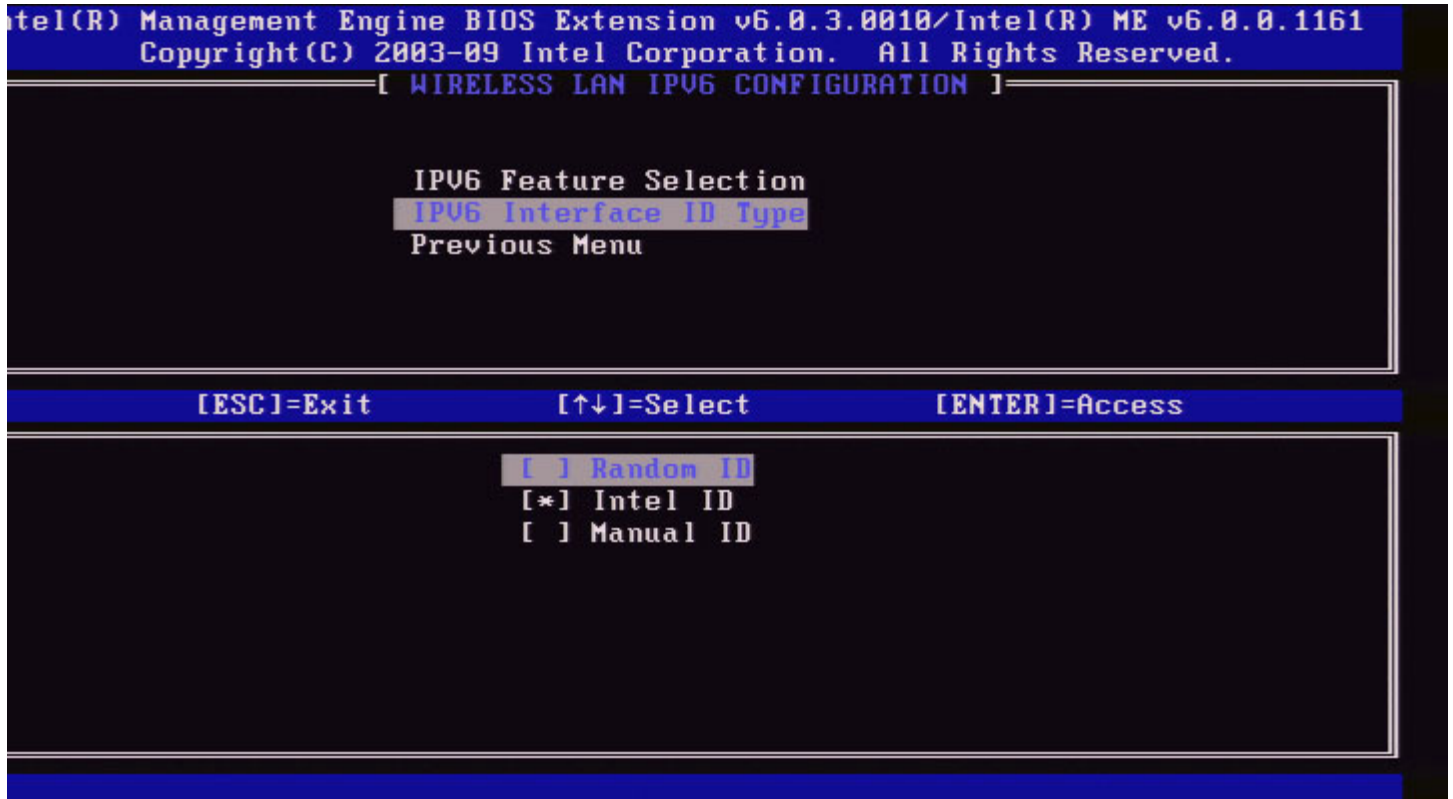 ntel(R) Management Engine BIOS Extension v6.0.3.0010/Intel(R) ME v6.0.0.1161
Copyright(C) 2003-09 Intel Corporation. All Rights Reserved.
[ WIRELESS LAN IPV6 CONFIGURATION ]
IPV6 Feature Selection
IPV6 Interface ID Type
Previous Menu
[ESC]=Exit [↑↓]=Select [ENTER]=Access
[ ] Random ID
[*] Intel ID
[ ] Manual ID